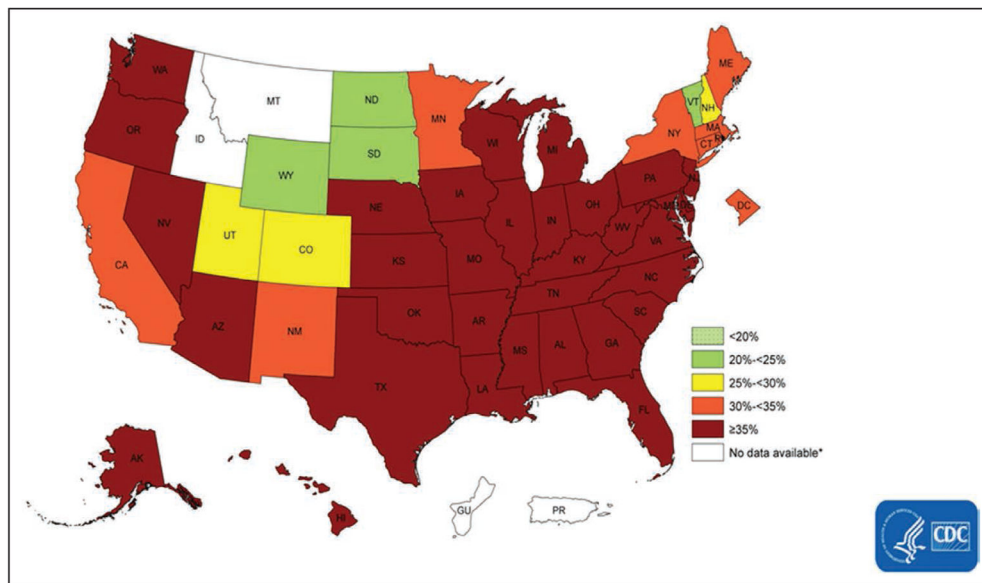 WA
MT
ND
MN
ME
VT
NH
OR
ID
WY
SD
WI
MI
NY
MA
CT
NV
UT
CO
NE
IA
IL
IN
OH
PA
NJ
DC
CA
KS
MO
KY
WV
VA
AZ
NM
OK
AR
TN
NC
SC
TX
LA
MS
AL
GA
FL
AK
HI
GU
PR
<20%
20%-<25%
25%-<30%
30%-<35%
≥35%
No data available*
CDC